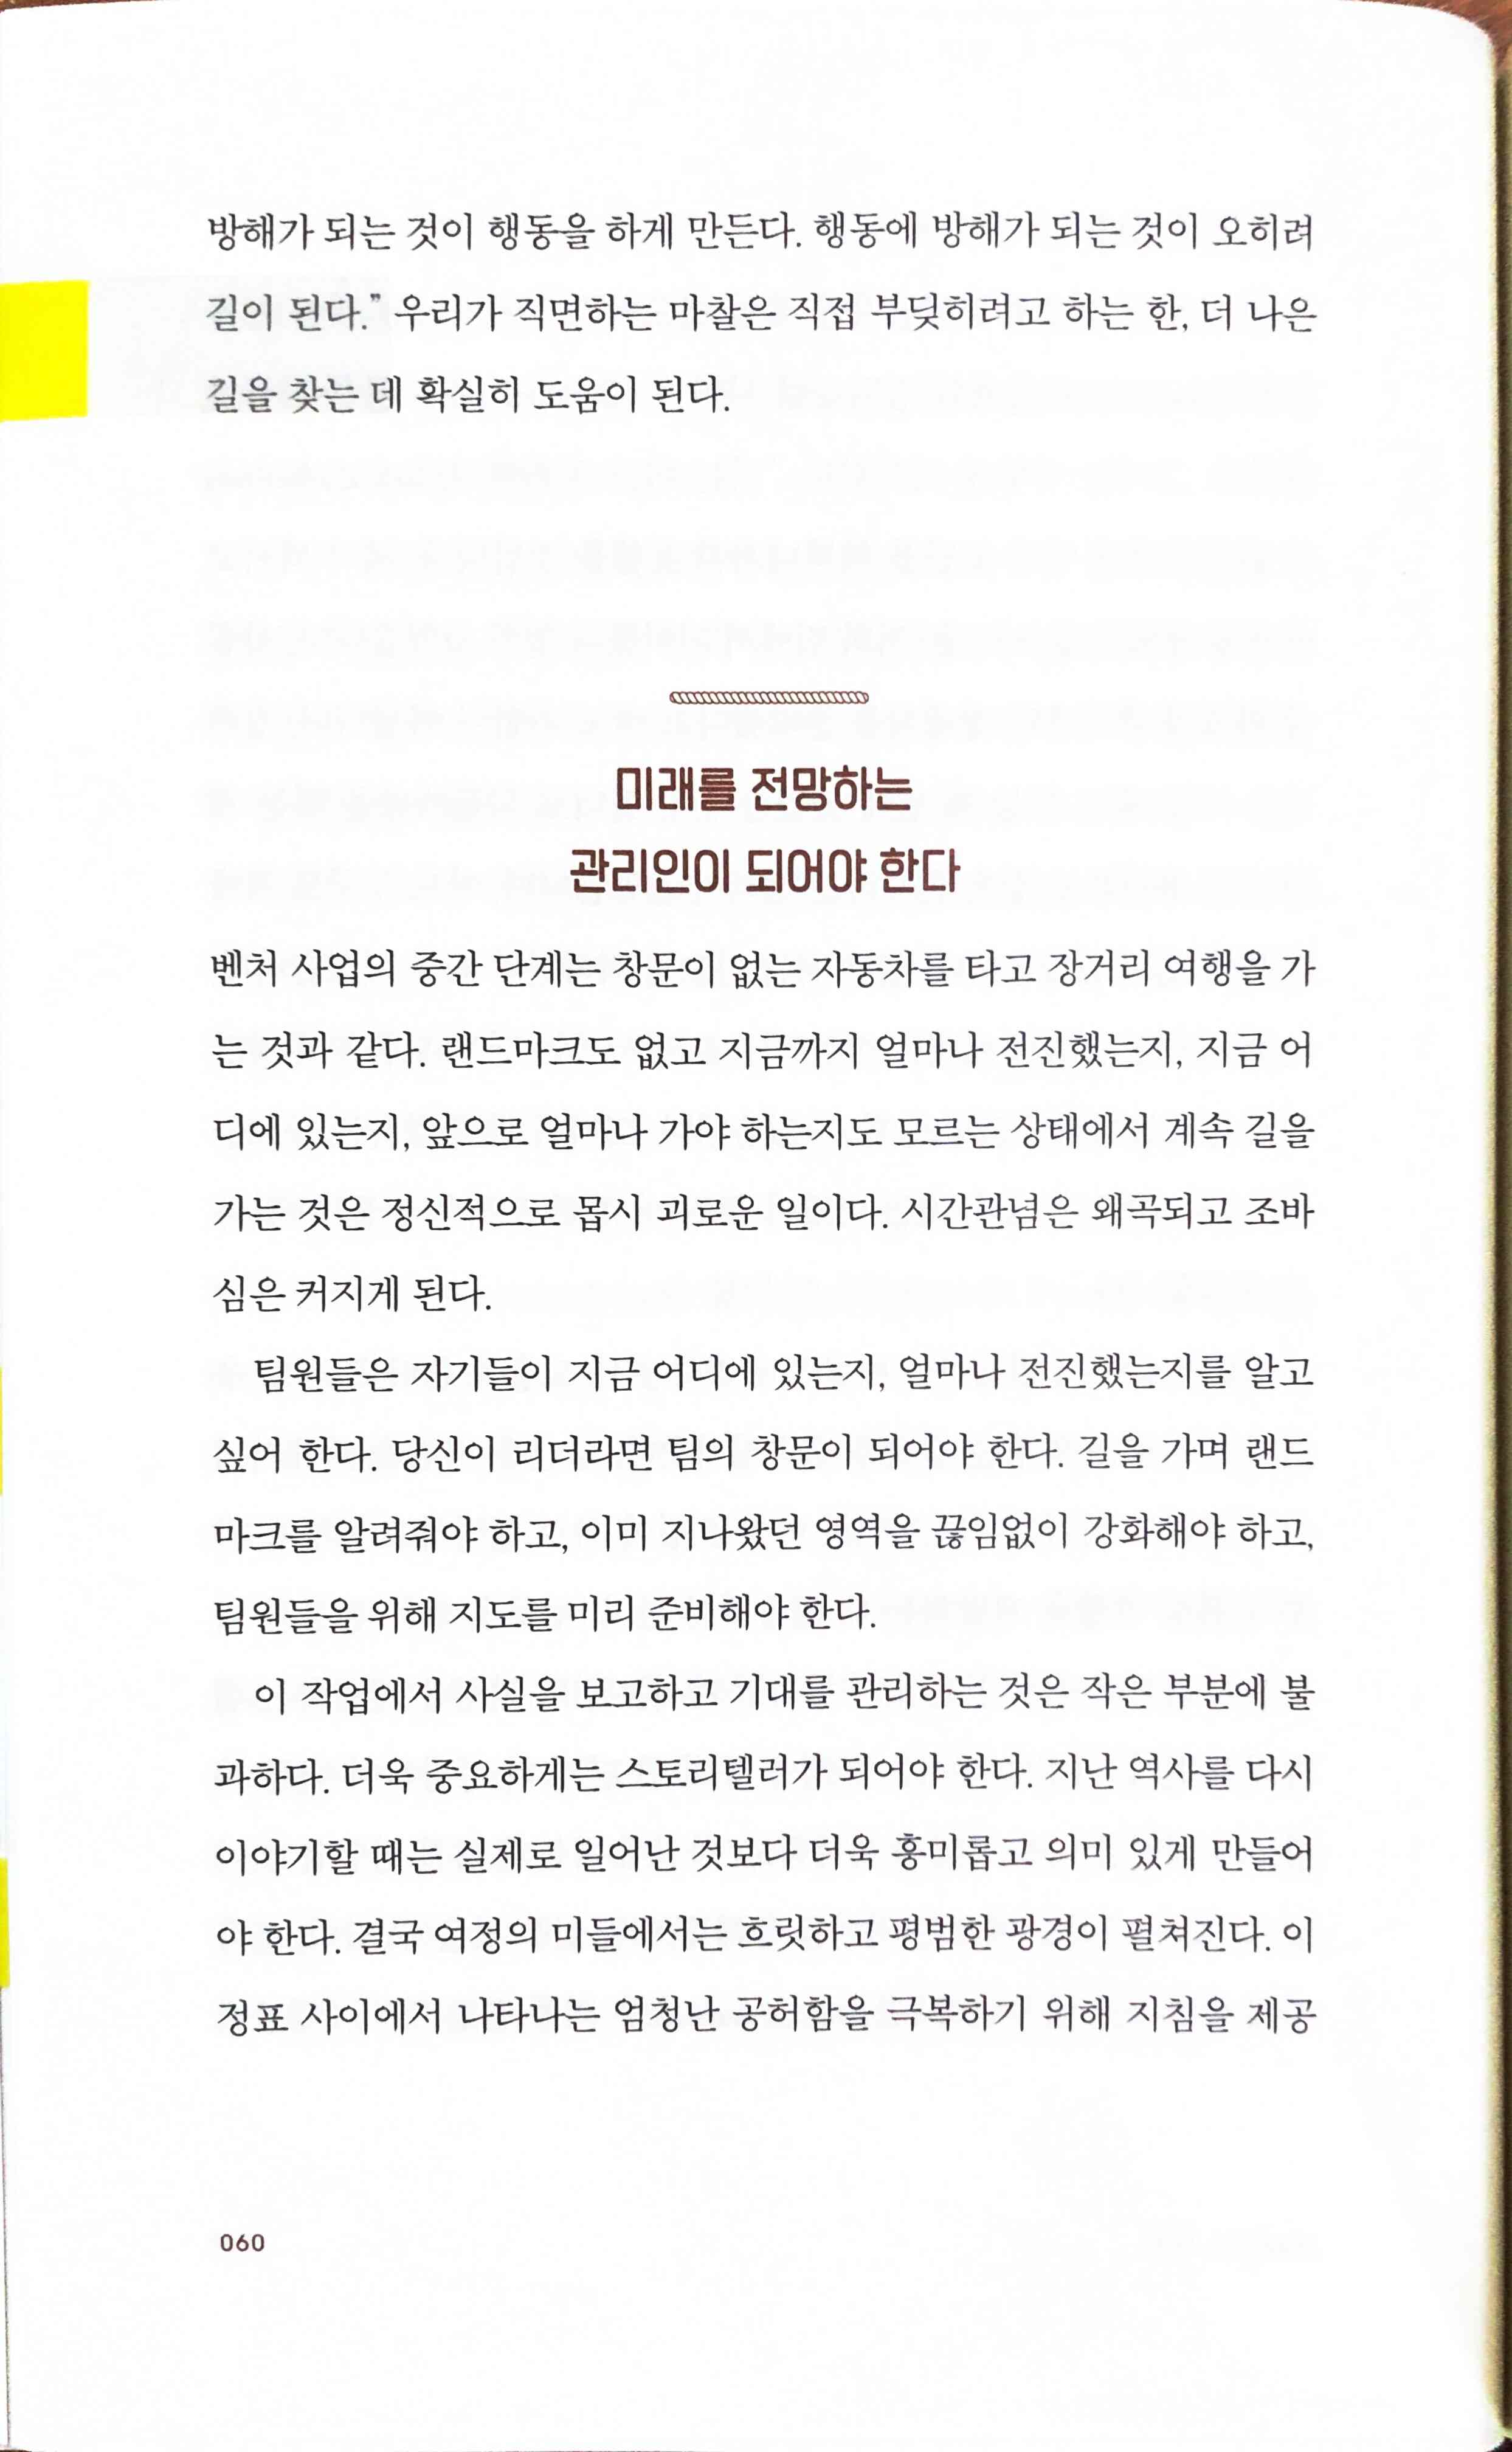 방해가 되는 것이 행동을 하게 만든다. 행동에 방해가 되는 것이 오히려
길이 된다.” 우리가 직면하는 마찰은 직접 부딪히려고 하는 한, 더 나은
길을 찾는 데 확실히 도움이 된다.
미래를 전망하는
관리인이 되어야 한다
벤처 사업의 중간 단계는 창문이 없는 자동차를 타고 장거리 여행을 가
는 것과 같다. 랜드마크도 없고 지금까지 얼마나 전진했는지, 지금 어
디에 있는지, 앞으로 얼마나 가야 하는지도 모르는 상태에서 계속 길을
가는 것은 정신적으로 몹시 괴로운 일이다. 시간관념은 왜곡되고 조바
심은 커지게 된다.
팀원들은 자기들이 지금 어디에 있는지, 얼마나 전진했는지를 알고
싶어 한다. 당신이 리더라면 팀의 창문이 되어야 한다. 길을 가며 랜드
마크를 알려줘야 하고, 이미 지나왔던 영역을 끊임없이 강화해야 하고,
팀원들을 위해 지도를 미리 준비해야 한다.
이 작업에서 사실을 보고하고 기대를 관리하는 것은 작은 부분에 불
과하다. 더욱 중요하게는 스토리텔러가 되어야 한다. 지난 역사를 다시
이야기할 때는 실제로 일어난 것보다 더욱 흥미롭고 의미 있게 만들어
야 한다. 결국 여정의 미들에서는 흐릿하고 평범한 광경이 펼쳐진다. 이
정표 사이에서 나타나는 엄청난 공허함을 극복하기 위해 지침을 제공
060